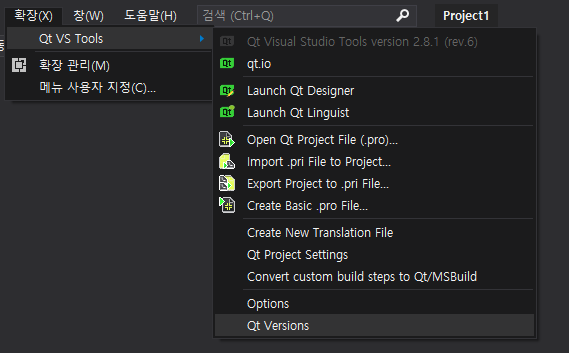 확장(X) 창(W) 도움말(H) 검색 (Ctrl+Q) Project1
Qt VS Tools
확장 관리(M)
메뉴 사용자 지정(C)...
Qt Visual Studio Tools version 2.8.1 (rev.6)
qt.io
Launch Qt Designer
Launch Qt Linguist
Open Qt Project File (.pro)...
Import .pri File to Project...
Export Project to .pri File...
Create Basic .pro File...
Create New Translation File
Qt Project Settings
Convert custom build steps to Qt/MSBuild
Options
Qt Versions